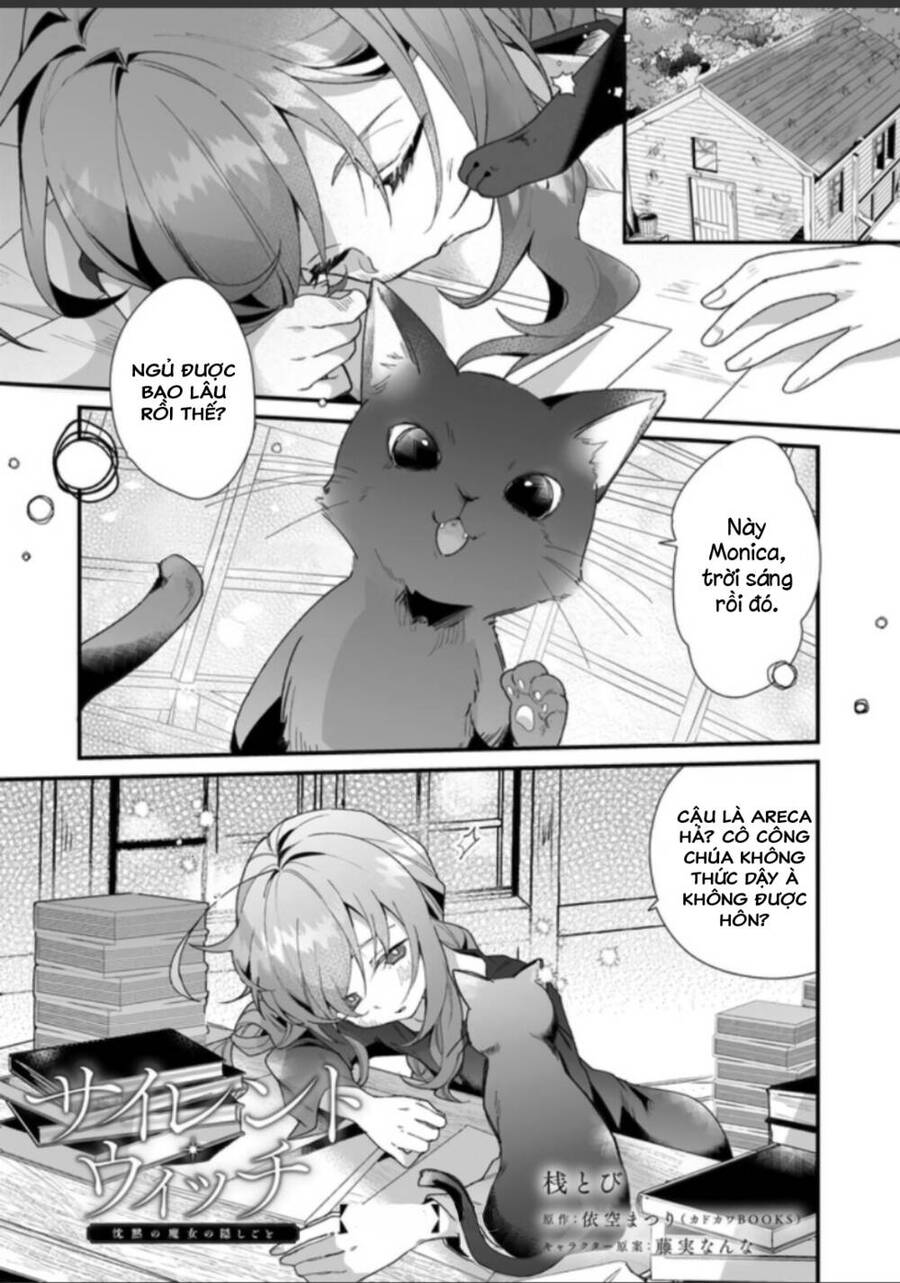 Này
Monica,
trời sáng
rồi đó.
NGỦ ĐƯỢC
BAO LÂU
RỒI THẾ?
CẬU LÀ ARECA
HẢ? CÔ CÔNG
CHÚA KHÔNG
THỨC DẬY À
KHÔNG ĐƯỢC
HÔN?
サイレント
ウィッチ
沈黙の魔女の隠しごと
桟とび
原作:依空まつり(カドカワBOOKS)
キャラクター原案:藤実なんな